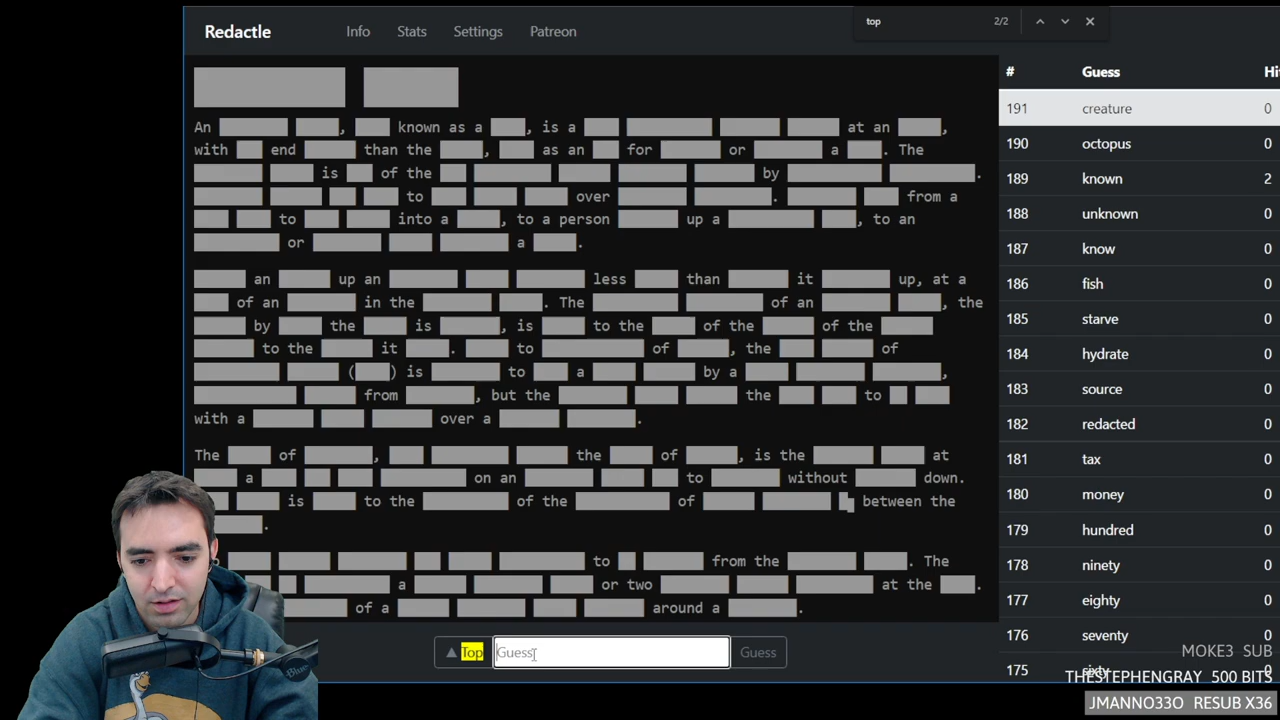 Redactle Info Stats Settings Patreon
top 2/2
An , known as a , is a at an ,
with end than the , as an for or a . The
is of the by .
to over . from a
to into a , to a person up a , to an
or a .
an up an less than it up, at a
of an in the . The of an , the
by the is , is to the of the of the
to the it . to of , the of
( ) is to a by a ,
from , but the the to
with a over a .
The of , the of , is the at
a on an to without down.
is to the of the of between the
.
to from the . The
a or two at the .
of a around a .
▲ Top Guess Guess
# Guess Hi
191 creature 0
190 octopus 0
189 known 2
188 unknown 0
187 know 0
186 fish 0
185 starve 0
184 hydrate 0
183 source 0
182 redacted 0
181 tax 0
180 money 0
179 hundred 0
178 ninety 0
177 eighty 0
176 seventy 0
175 sixty 0
MOKE3 SUB
THESTEPHENGRAY 500 BITS
JMANNO33O RESUB X36
Blue